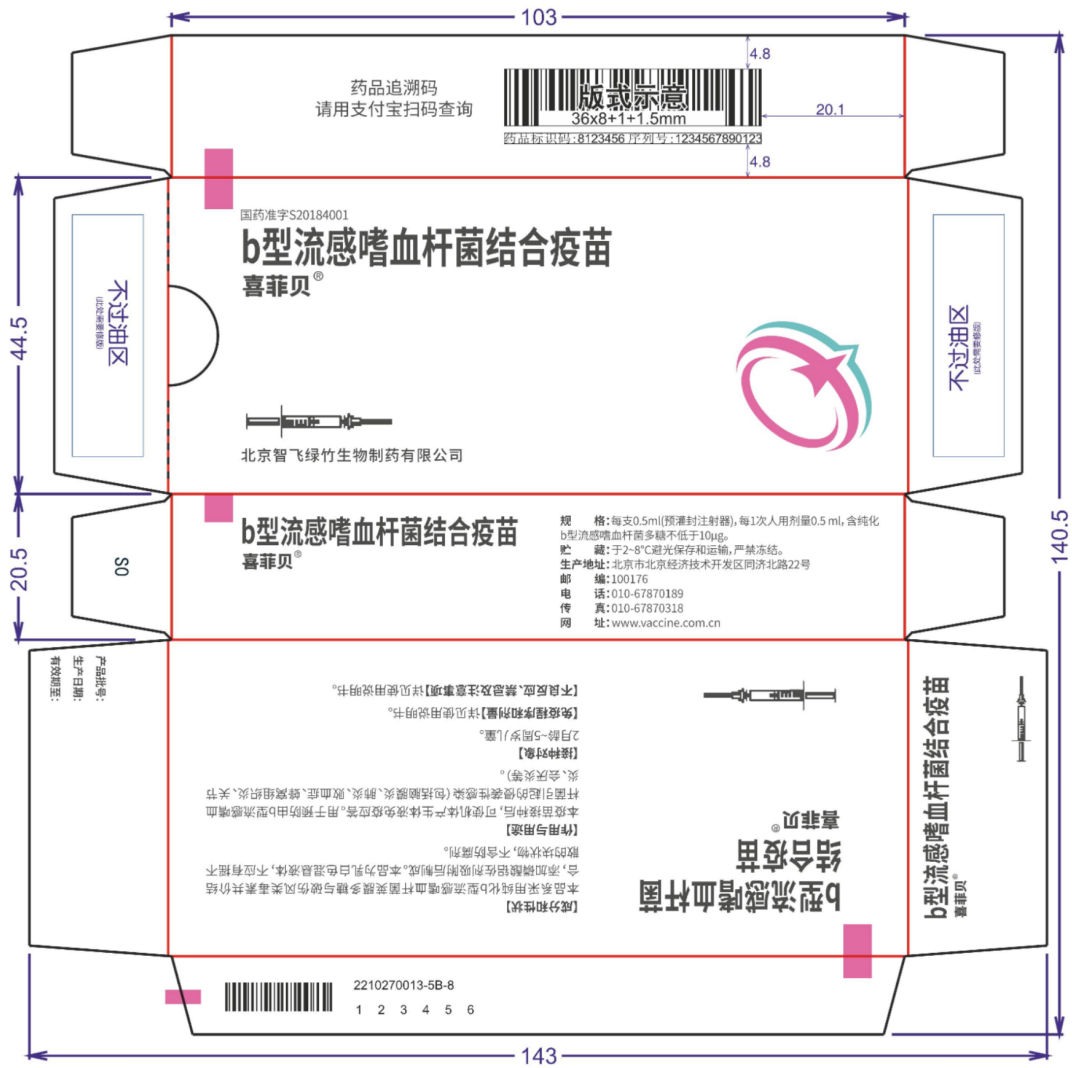 103
4.8
药品追溯码
请用支付宝扫码查询
版式示意
36x8+1+1.5mm
20.1
药品标识码:8123456 序列号:1234567890123
4.8
44.5
不过油区
(此处需要修版)
国药准字S20184001
b型流感嗜血杆菌结合疫苗
喜菲贝®
北京智飞绿竹生物制药有限公司
不过油区
(此处需要修版)
140.5
20.5
S0
b型流感嗜血杆菌结合疫苗
喜菲贝®
规 格:每支0.5ml(预灌封注射器),每1次人用剂量0.5 ml,含纯化
b型流感嗜血杆菌多糖不低于10μg。
贮 藏:于2~8°C避光保存和运输,严禁冻结。
生产地址:北京市北京经济技术开发区同济北路22号
邮 编:100176
电 话:010-67870189
传 真:010-67870318
网 址:www.vaccine.com.cn
产品批号:
生产日期:
有效期至:
b型流感嗜血杆菌
结合疫苗
喜菲贝®
【成分和性状】
本品系采用纯化b型流感嗜血杆菌荚膜多糖与破伤风类毒素共价结
合,添加磷酸铝佐剂吸附后制成。本品为乳白色混悬液体,不应有摇不
散的块状物,不含防腐剂。
【作用与用途】
本疫苗接种后,可使机体产生体液免疫应答。用于预防由b型流感嗜血
杆菌引起的侵袭性感染(包括脑膜炎、肺炎、败血症、蜂窝组织炎、关节
炎、会厌炎等)。
【接种对象】
2月龄~5周岁儿童。
【免疫程序和剂量】详见使用说明书。
【不良反应、禁忌及注意事项】详见使用说明书。
b型流感嗜血杆菌结合疫苗
喜菲贝®
2210270013-5B-8
1 2 3 4 5 6
143